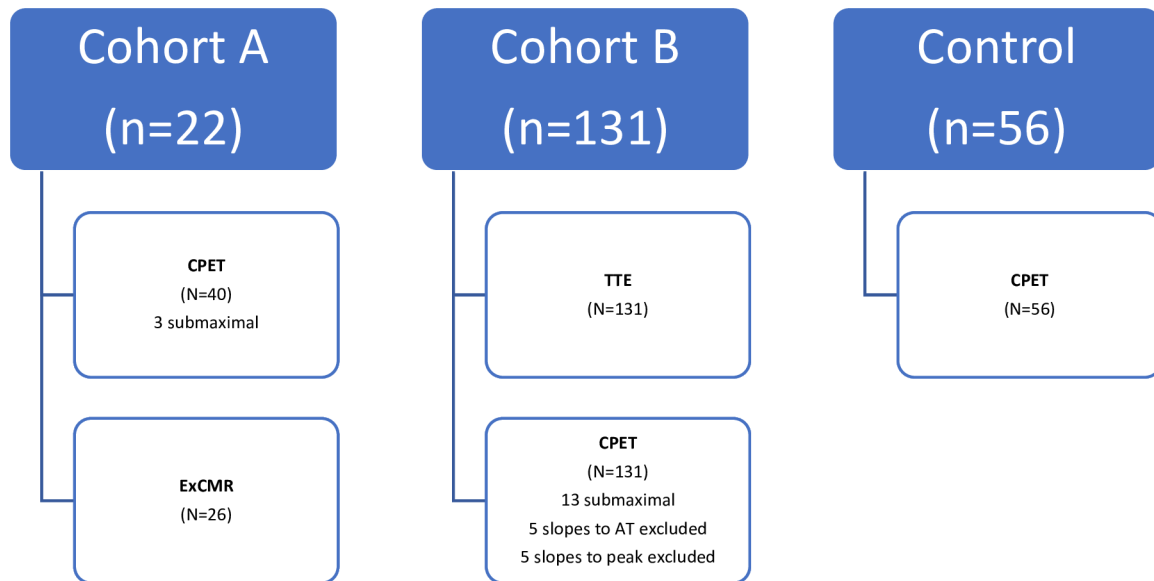 Cohort A
(n=22)
CPET
(N=40)
3 submaximal
ExCMR
(N=26)
Cohort B
(n=131)
TTE
(N=131)
CPET
(N=131)
13 submaximal
5 slopes to AT excluded
5 slopes to peak excluded
Control
(n=56)
CPET
(N=56)